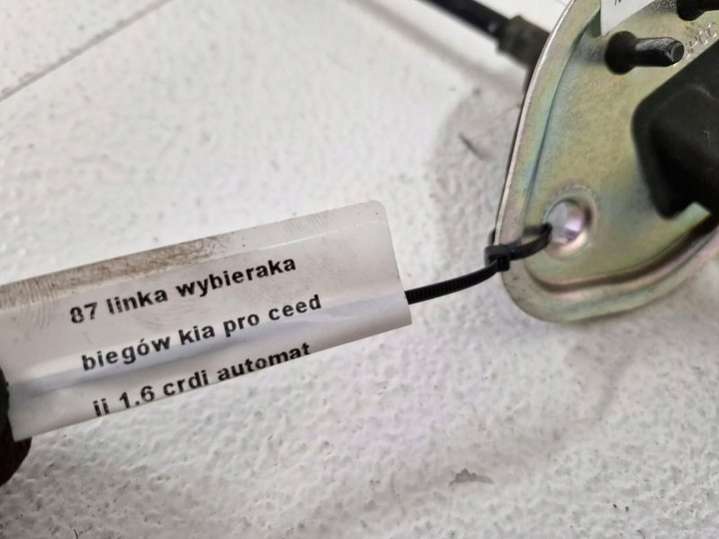 87 linka wybieraka
biegów kia pro ceed
ii 1.6 crdi automat